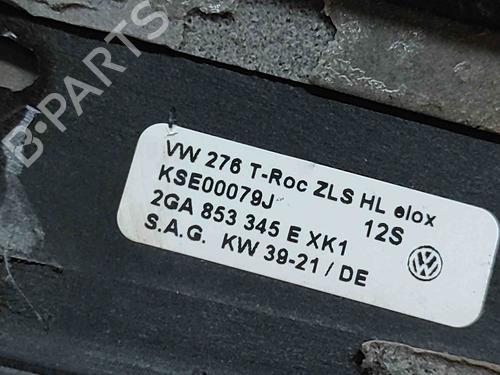 B-PARTS
VW 276 T-Roc ZLS HL elox
KSE00079J 12S
2GA 853 345 E XK1
S.A.G. KW 39-21 / DE